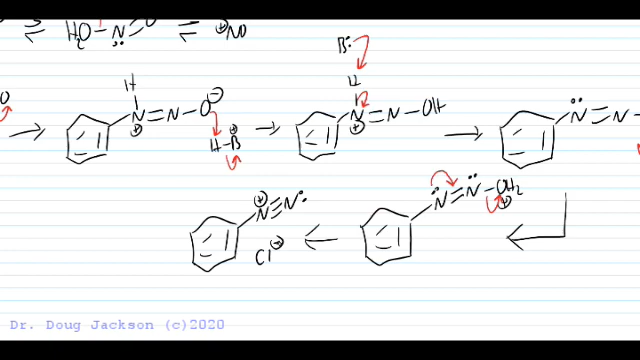 H₂O — N̈ O ⊕NO
B:
H H
O N = N — O⊖ N = N — OH N̈ = N
⊕ H — B⊕ ⊕
N = N: N̈ = N̈ — OH₂
⊕ Cl⊖ ⊕
Dr. Doug Jackson (c)2020